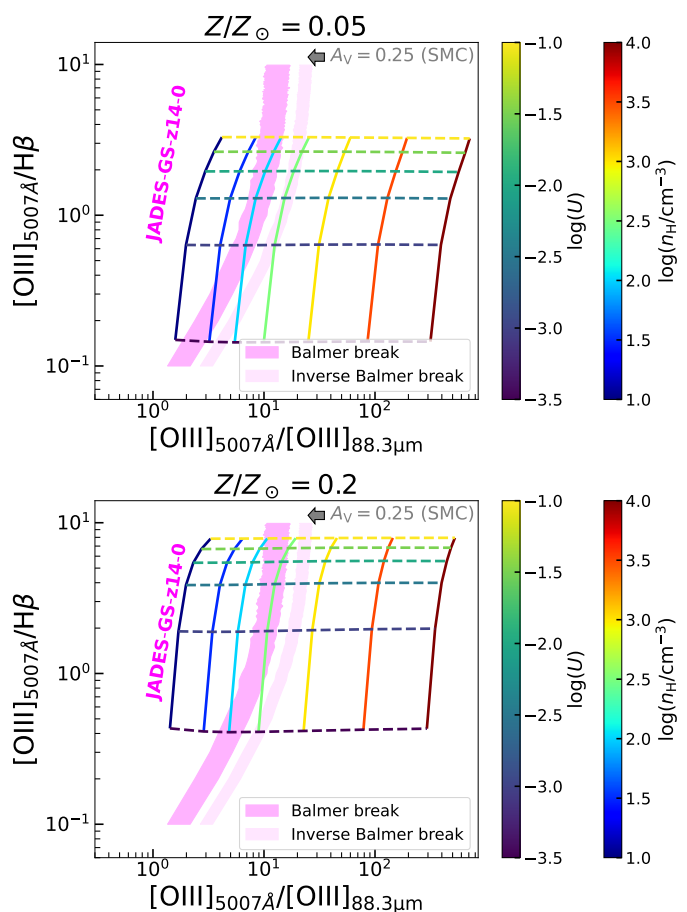 Z/Z⊙ = 0.05
A_V = 0.25 (SMC)
JADES-GS-z14-0
[OIII]5007Å/Hβ
10¹
10⁰
10⁻¹
Balmer break
Inverse Balmer break
10⁰ 10¹ 10²
[OIII]5007Å/[OIII]88.3μm
−1.0
−1.5
−2.0
−2.5
−3.0
−3.5
log(U)
4.0
3.5
3.0
2.5
2.0
1.5
1.0
log(n_H/cm⁻³)
Z/Z⊙ = 0.2
A_V = 0.25 (SMC)
JADES-GS-z14-0
[OIII]5007Å/Hβ
10¹
10⁰
10⁻¹
Balmer break
Inverse Balmer break
10⁰ 10¹ 10²
[OIII]5007Å/[OIII]88.3μm
−1.0
−1.5
−2.0
−2.5
−3.0
−3.5
log(U)
4.0
3.5
3.0
2.5
2.0
1.5
1.0
log(n_H/cm⁻³)